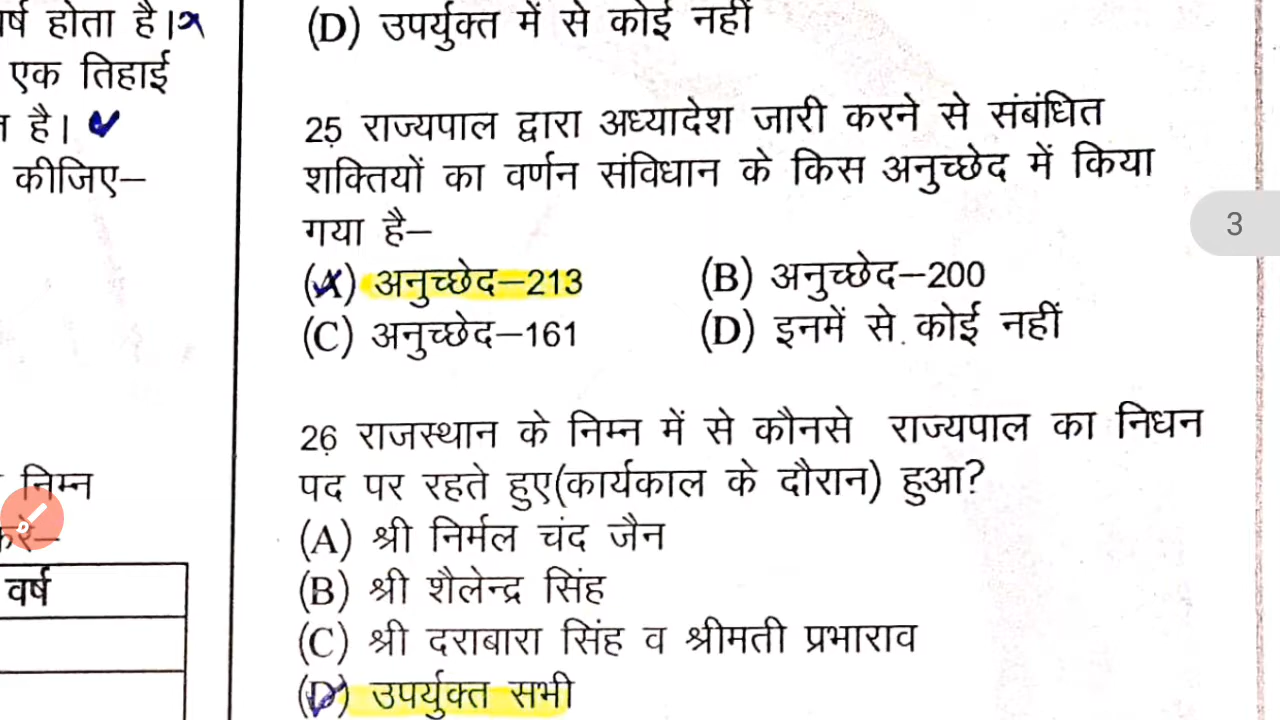 र्ष होता है।
एक तिहाई
है।
कीजिए–
निम्न
वर्ष
(D) उपर्युक्त में से कोई नहीं
25 राज्यपाल द्वारा अध्यादेश जारी करने से संबंधित
शक्तियों का वर्णन संविधान के किस अनुच्छेद में किया
गया है–
(A) अनुच्छेद–213 (B) अनुच्छेद–200
(C) अनुच्छेद–161 (D) इनमें से कोई नहीं
26 राजस्थान के निम्न में से कौनसे राज्यपाल का निधन
पद पर रहते हुए(कार्यकाल के दौरान) हुआ?
(A) श्री निर्मल चंद जैन
(B) श्री शैलेन्द्र सिंह
(C) श्री दराबारा सिंह व श्रीमती प्रभाराव
(D) उपर्युक्त सभी
3